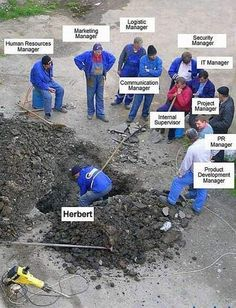 Logistic
Manager
Marketing
Manager
Security
Manager
Human Resources
Manager
IT Manager
Communication
Manager
Project
Manager
Internal
Supervisor
PR Manager
Product
Development
Manager
Herbert